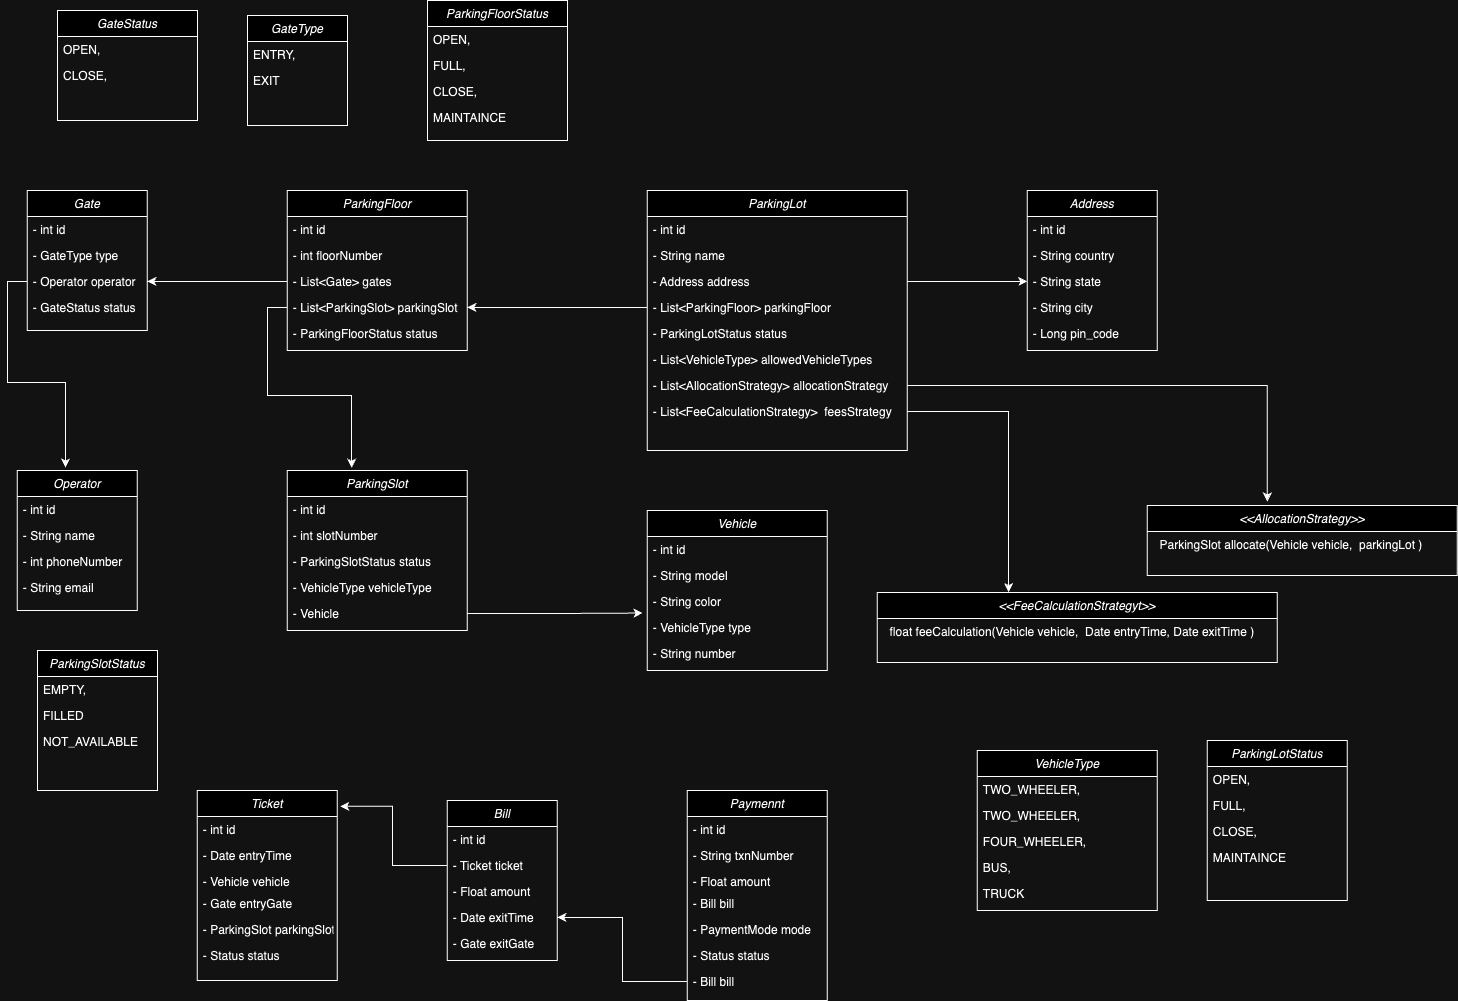 GateStatus
OPEN,
CLOSE,
GateType
ENTRY,
EXIT
ParkingFloorStatus
OPEN,
FULL,
CLOSE,
MAINTAINCE
Gate
- int id
- GateType type
- Operator operator
- GateStatus status
ParkingFloor
- int id
- int floorNumber
- List<Gate> gates
- List<ParkingSlot> parkingSlot
- ParkingFloorStatus status
ParkingLot
- int id
- String name
- Address address
- List<ParkingFloor> parkingFloor
- ParkingLotStatus status
- List<VehicleType> allowedVehicleTypes
- List<AllocationStrategy> allocationStrategy
- List<FeeCalculationStrategy> feesStrategy
Address
- int id
- String country
- String state
- String city
- Long pin_code
Operator
- int id
- String name
- int phoneNumber
- String email
ParkingSlot
- int id
- int slotNumber
- ParkingSlotStatus status
- VehicleType vehicleType
- Vehicle
Vehicle
- int id
- String model
- String color
- VehicleType type
- String number
<<AllocationStrategy>>
ParkingSlot allocate(Vehicle vehicle, parkingLot )
<<FeeCalculationStrategyt>>
float feeCalculation(Vehicle vehicle, Date entryTime, Date exitTime )
ParkingSlotStatus
EMPTY,
FILLED
NOT_AVAILABLE
Ticket
- int id
- Date entryTime
- Vehicle vehicle
- Gate entryGate
- ParkingSlot parkingSlot
- Status status
Bill
- int id
- Ticket ticket
- Float amount
- Date exitTime
- Gate exitGate
Paymennt
- int id
- String txnNumber
- Float amount
- Bill bill
- PaymentMode mode
- Status status
- Bill bill
VehicleType
TWO_WHEELER,
TWO_WHEELER,
FOUR_WHEELER,
BUS,
TRUCK
ParkingLotStatus
OPEN,
FULL,
CLOSE,
MAINTAINCE